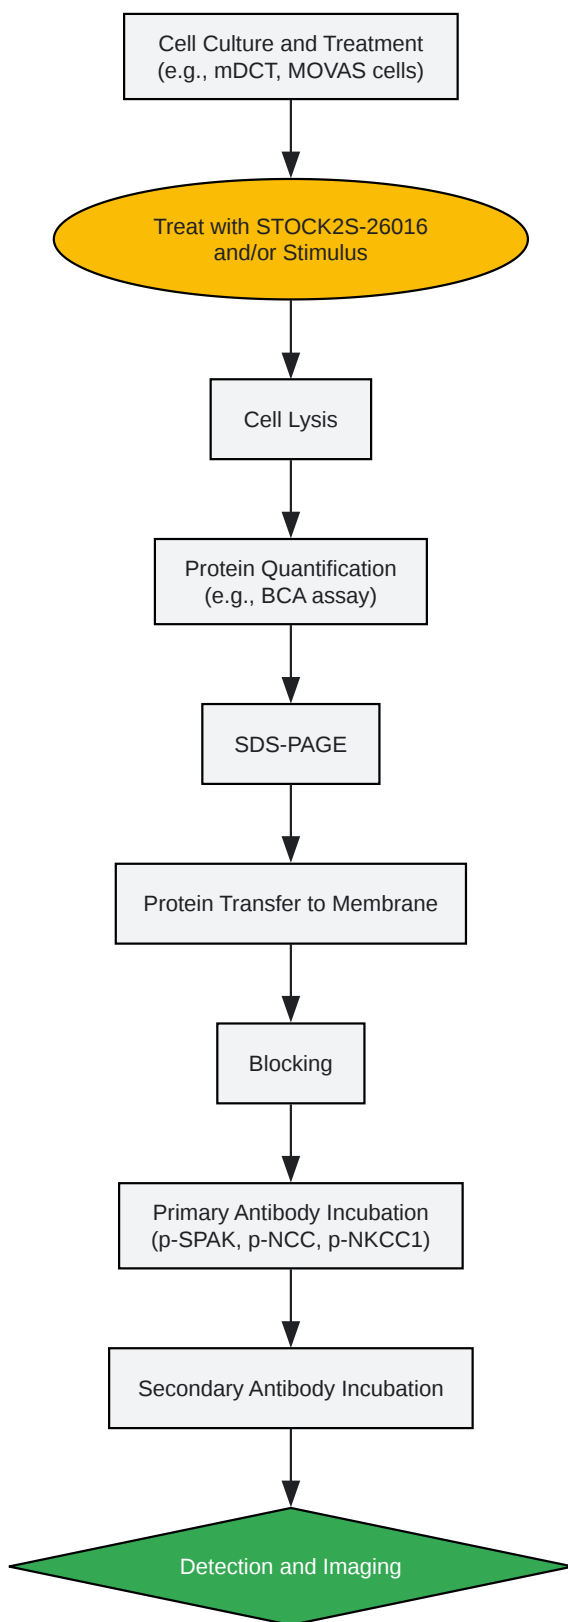 Cell Culture and Treatment
(e.g., mDCT, MOVAS cells)
Treat with STOCK2S-26016
and/or Stimulus
Cell Lysis
Protein Quantification
(e.g., BCA assay)
SDS-PAGE
Protein Transfer to Membrane
Blocking
Primary Antibody Incubation
(p-SPAK, p-NCC, p-NKCC1)
Secondary Antibody Incubation
Detection and Imaging